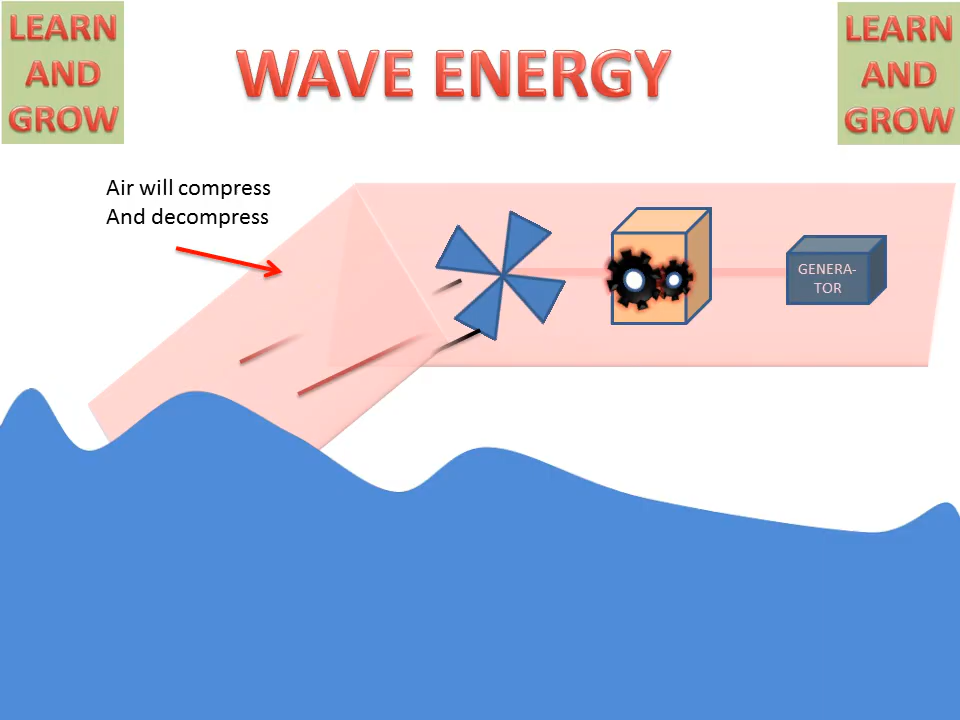 LEARN
AND
GROW
WAVE ENERGY
LEARN
AND
GROW
Air will compress
And decompress
GENERA-
TOR